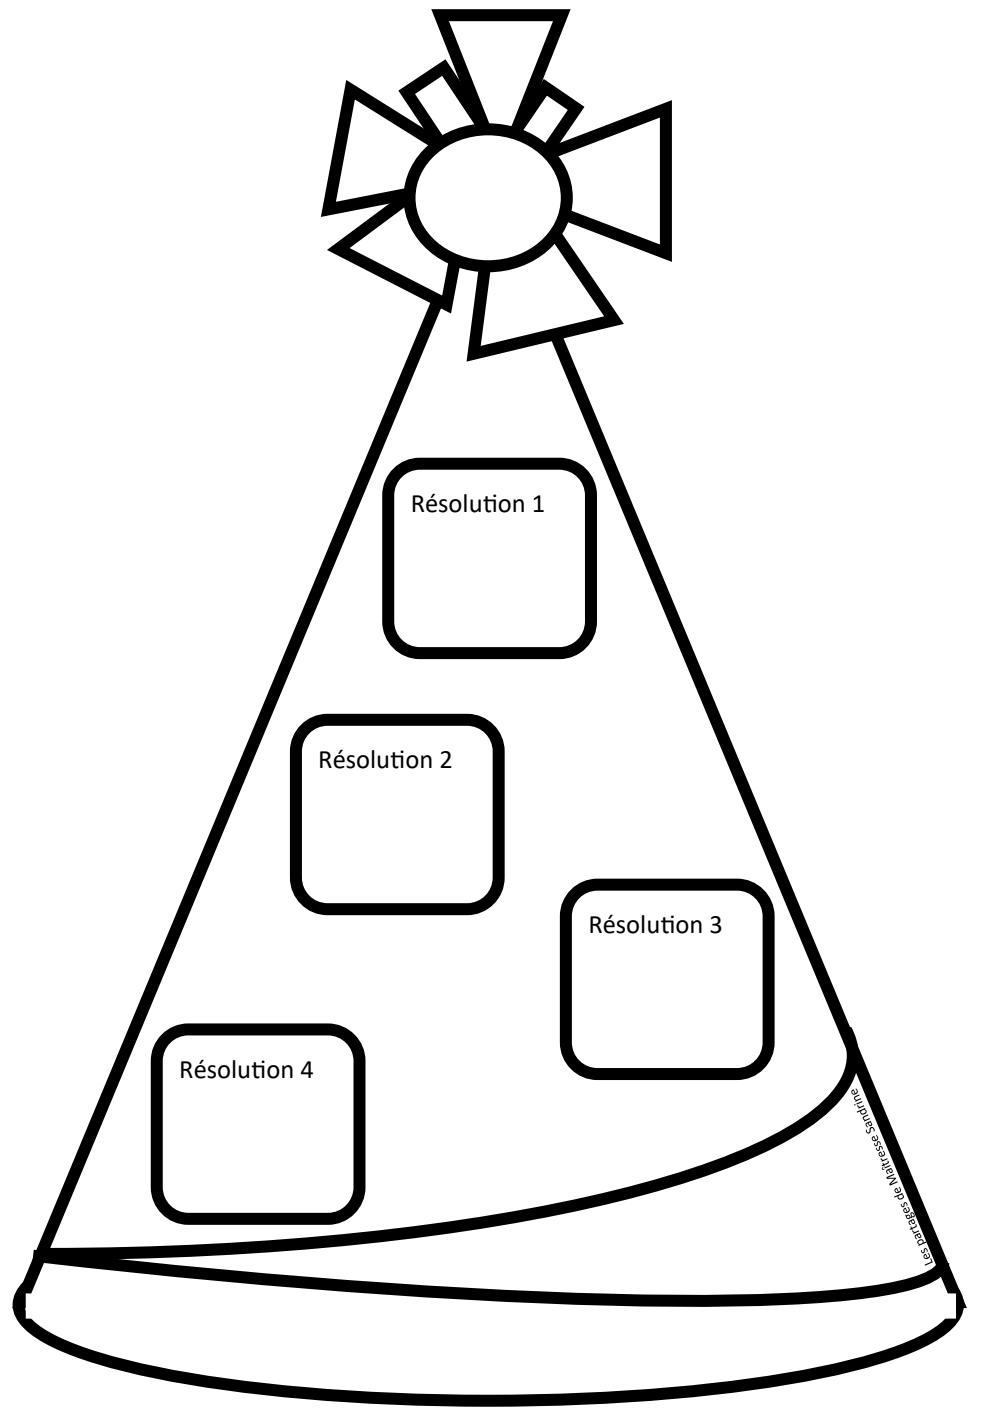 Résolution 1
Résolution 2
Résolution 3
Résolution 4
Les partages de Maîtresse Sandrine